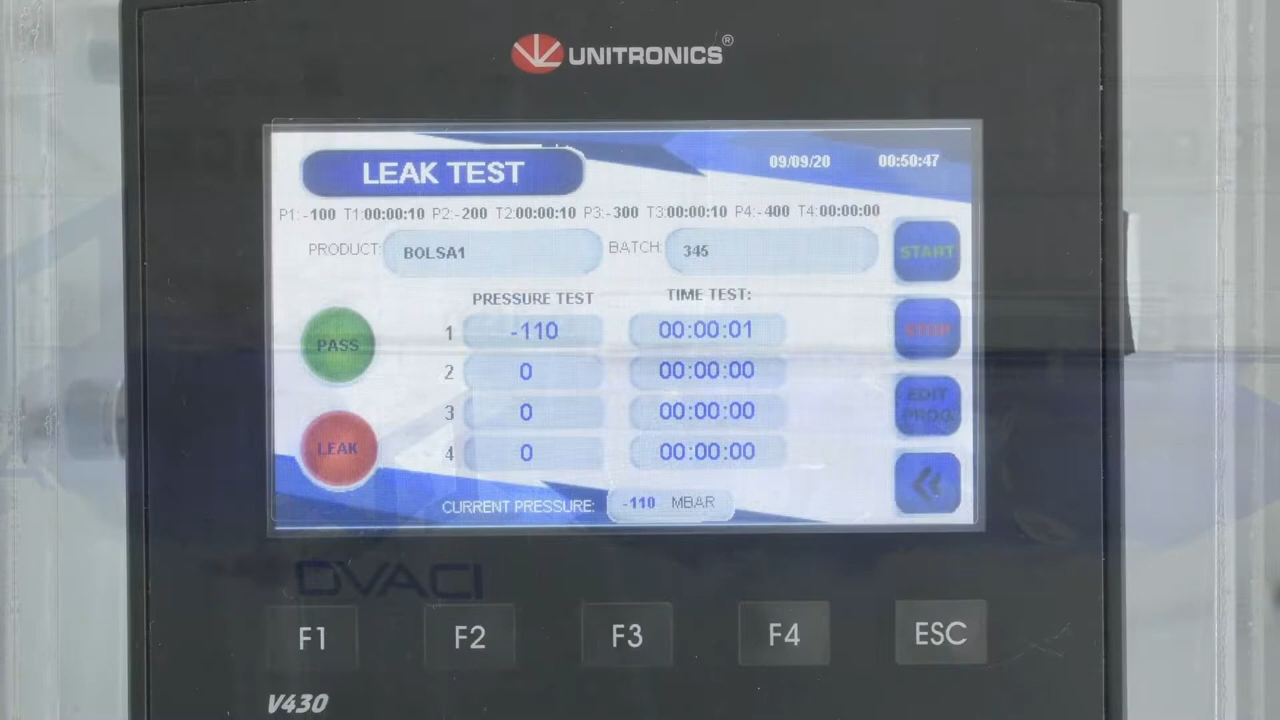 UNITRONICS®
LEAK TEST
09/09/20 00:50:47
P1:-100 T1:00:00:10 P2:-200 T2:00:00:10 P3:-300 T3:00:00:10 P4:-400 T4:00:00:00
PRODUCT: BOLSA1 BATCH: 345
START
PRESSURE TEST TIME TEST:
1 -110 00:00:01
STOP
PASS
2 0 00:00:00
3 0 00:00:00
EDIT
PROG.
LEAK
4 0 00:00:00
CURRENT PRESSURE: -110 MBAR
DVACI
F1 F2 F3 F4 ESC
V430